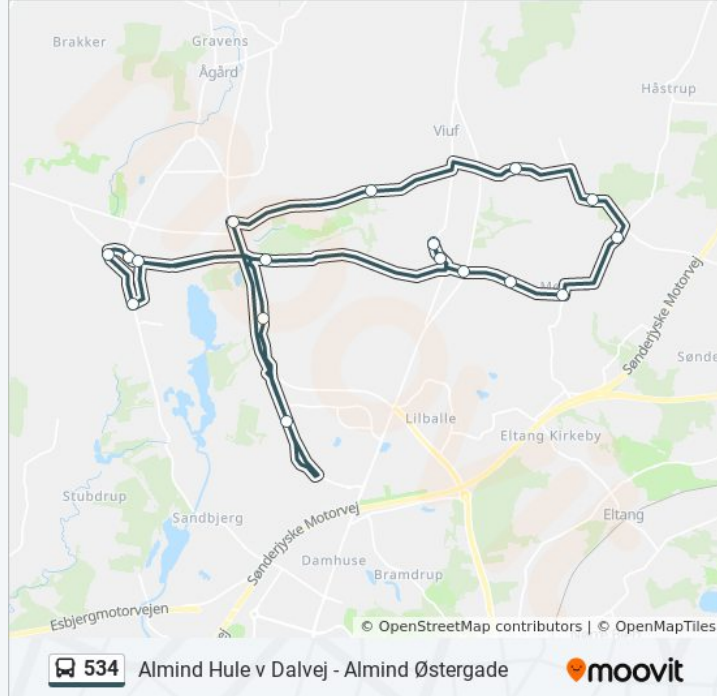 Brakker
Gravens
Ågård
Håstrup
Viuf
Sønderjyske Motorvej
Lilballe
Eltang Kirkeby
Stubdrup
Sandbjerg
Eltang
Sønderjyske Motorvej
Damhuse
Bramdrup
Esbjergmotorvejen
© OpenStreetMap contributors | © OpenMapTiles
534 Almind Hule v Dalvej - Almind Østergade moovit